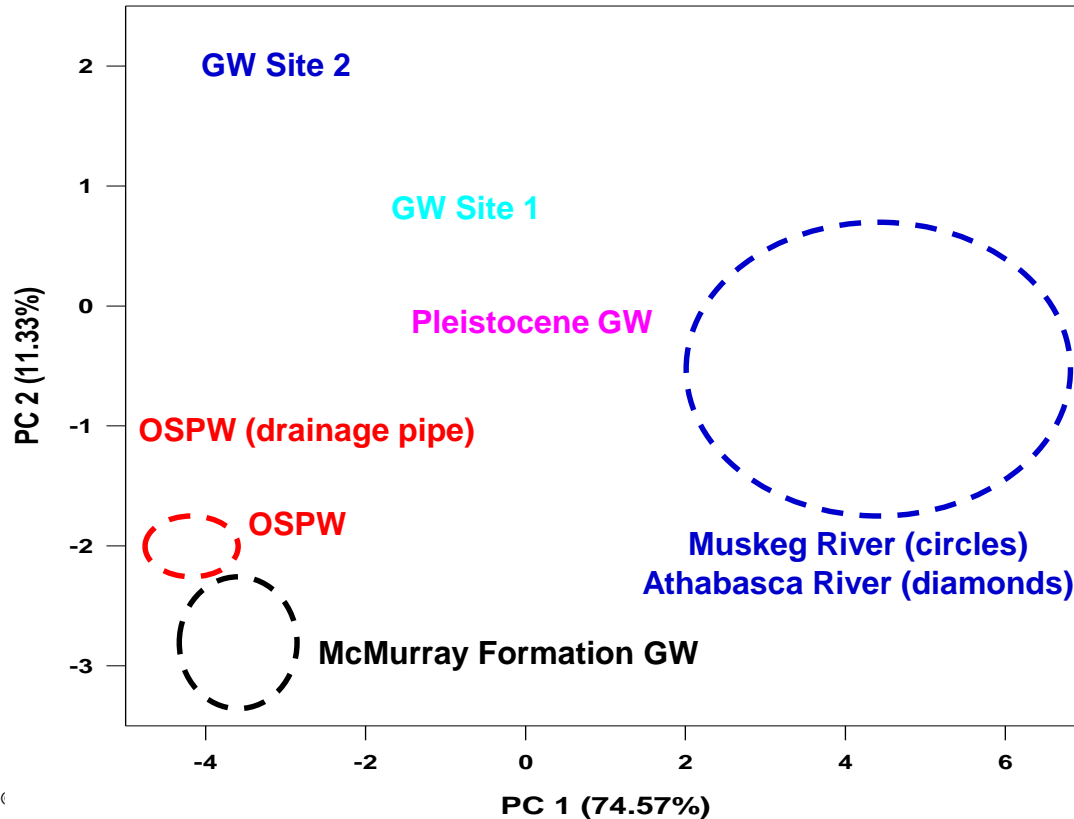 2
GW Site 2
1
GW Site 1
0
Pleistocene GW
PC 2 (11.33%)
-1
OSPW (drainage pipe)
OSPW
-2
Muskeg River (circles)
Athabasca River (diamonds)
McMurray Formation GW
-3
-4 -2 0 2 4 6
PC 1 (74.57%)